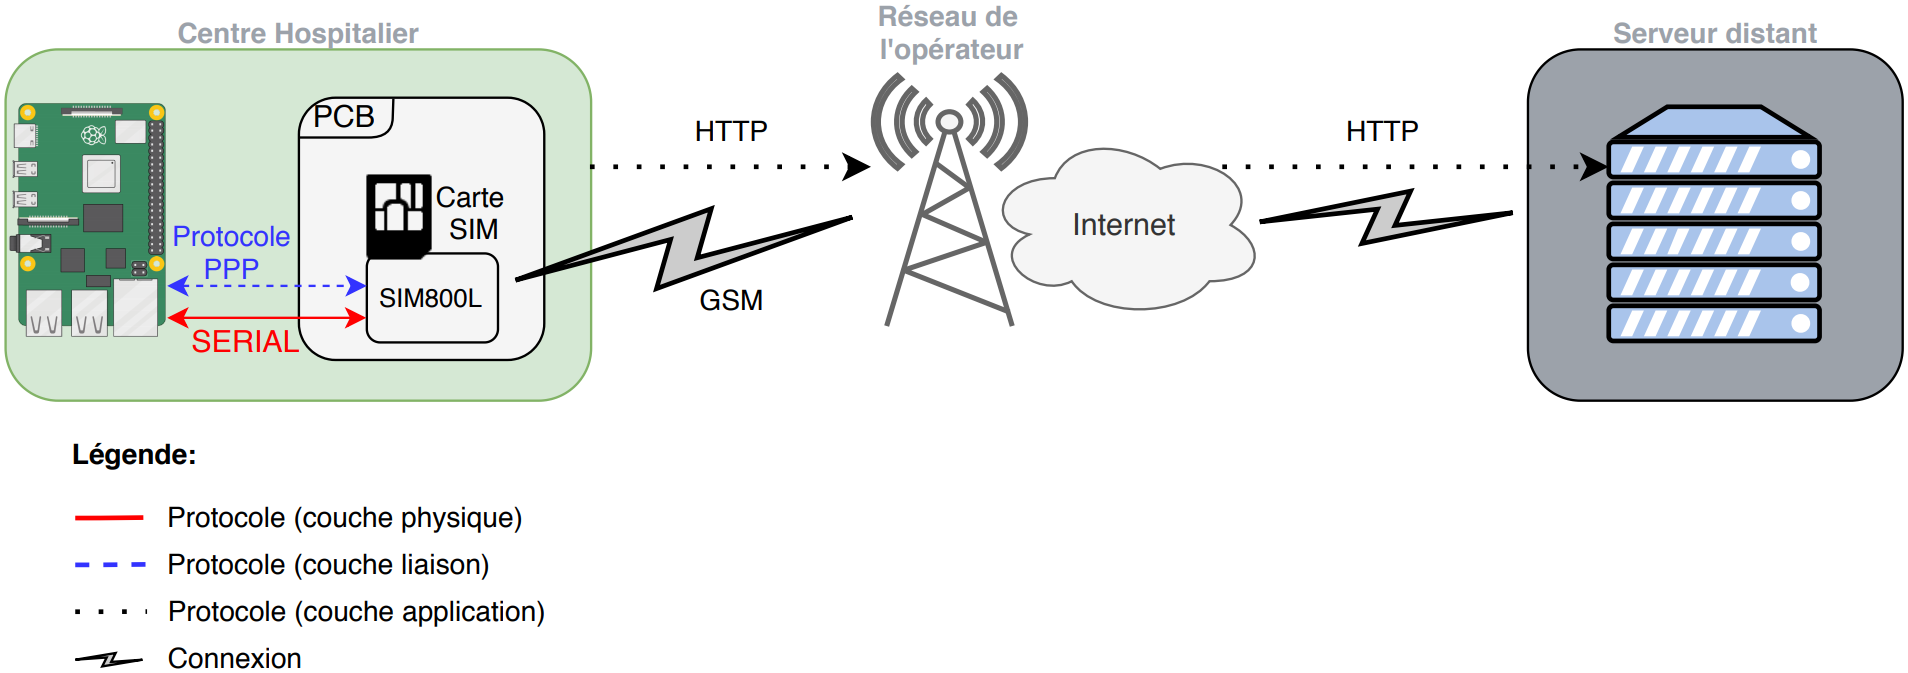 Centre Hospitalier
Réseau de
l'opérateur
Serveur distant
PCB
HTTP
HTTP
Carte
SIM
Protocole
PPP
Internet
SIM800L
GSM
SERIAL
Légende:
Protocole (couche physique)
Protocole (couche liaison)
Protocole (couche application)
Connexion